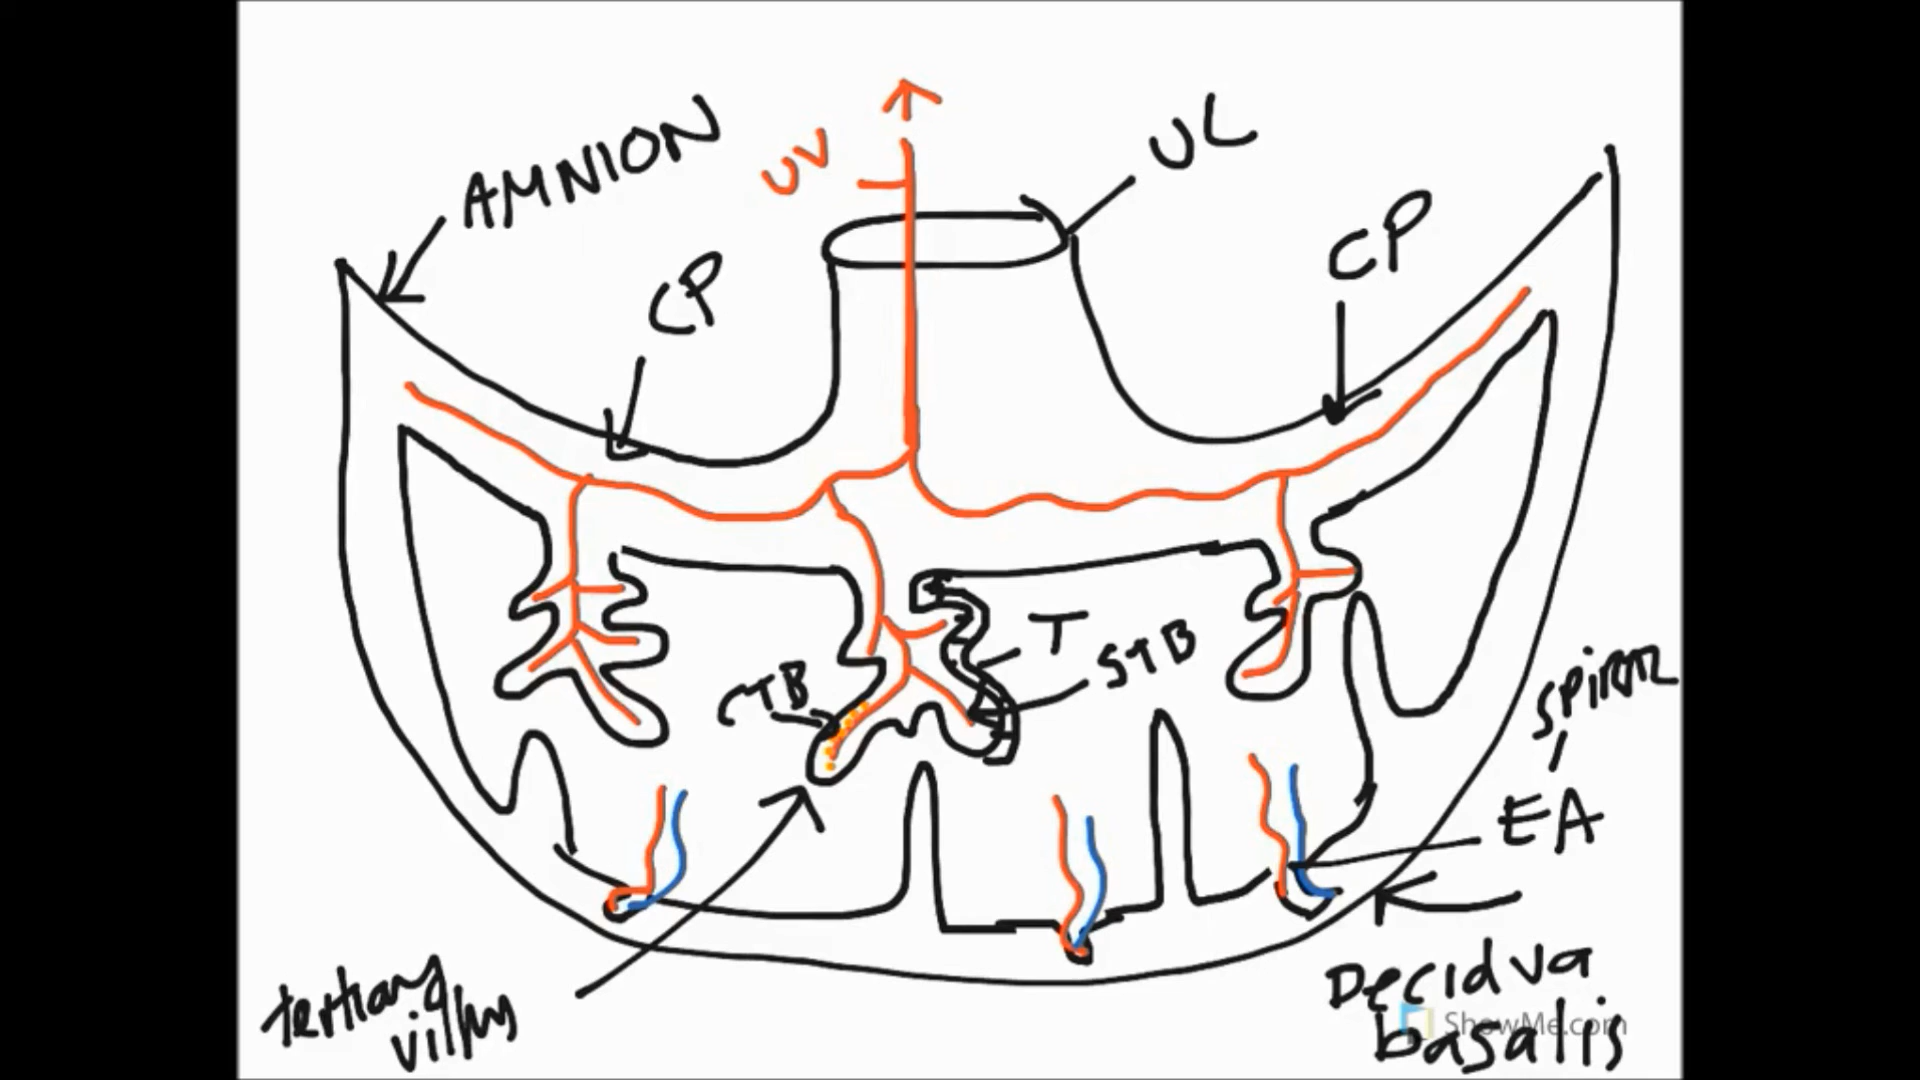 AMNION
UV
UC
CP
CP
T
STB
CTB
spiral
EA
tertiary
villus
Decidua
basalis
ShowMe.com